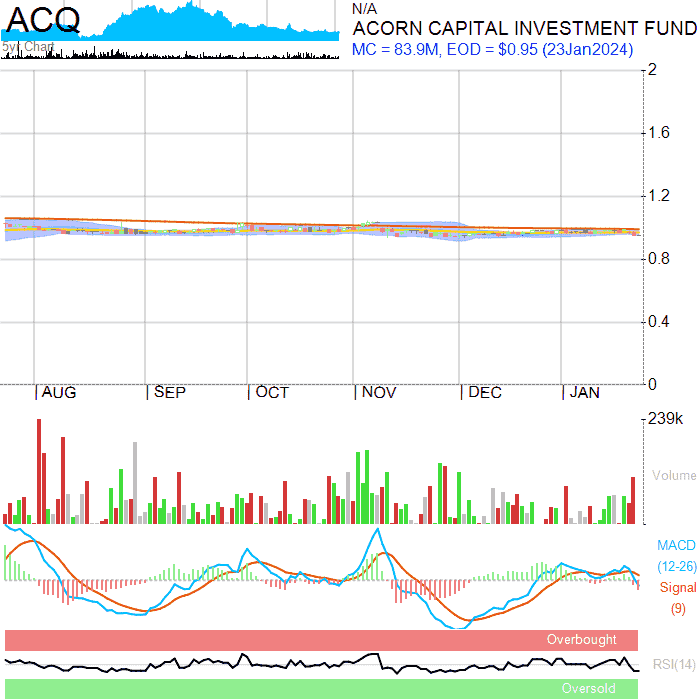 ACQ
5yr Chart
N/A
ACORN CAPITAL INVESTMENT FUND
MC = 83.9M, EOD = $0.95 (23Jan2024)
2
1.6
1.2
0.8
0.4
0
| AUG | SEP | OCT | NOV | DEC | JAN
239k
Volume
MACD
(12-26)
Signal
(9)
Overbought
RSI(14)
Oversold